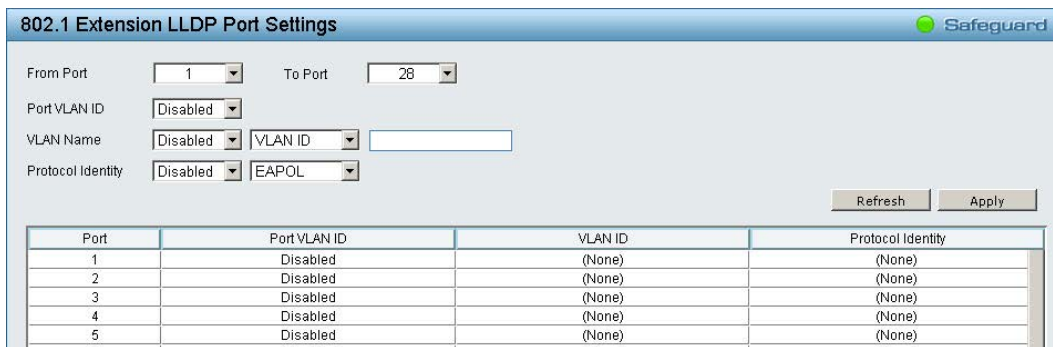 802.1 Extension LLDP Port Settings Safeguard
From Port 1 To Port 28
Port VLAN ID Disabled
VLAN Name Disabled VLAN ID
Protocol Identity Disabled EAPOL
Refresh Apply
Port Port VLAN ID VLAN ID Protocol Identity
1 Disabled (None) (None)
2 Disabled (None) (None)
3 Disabled (None) (None)
4 Disabled (None) (None)
5 Disabled (None) (None)